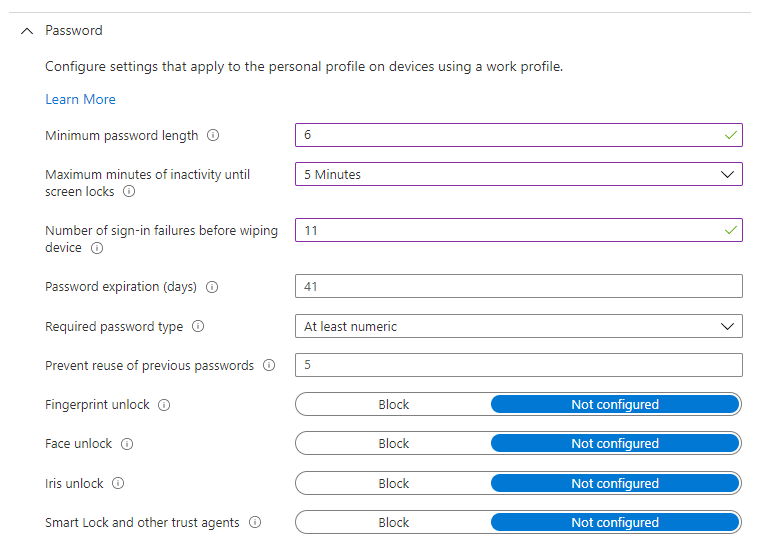 Password
Configure settings that apply to the personal profile on devices using a work profile.
Learn More
Minimum password length
6
Maximum minutes of inactivity until
screen locks
5 Minutes
Number of sign-in failures before wiping
device
11
Password expiration (days)
41
Required password type
At least numeric
Prevent reuse of previous passwords
5
Fingerprint unlock
Block
Not configured
Face unlock
Block
Not configured
Iris unlock
Block
Not configured
Smart Lock and other trust agents
Block
Not configured